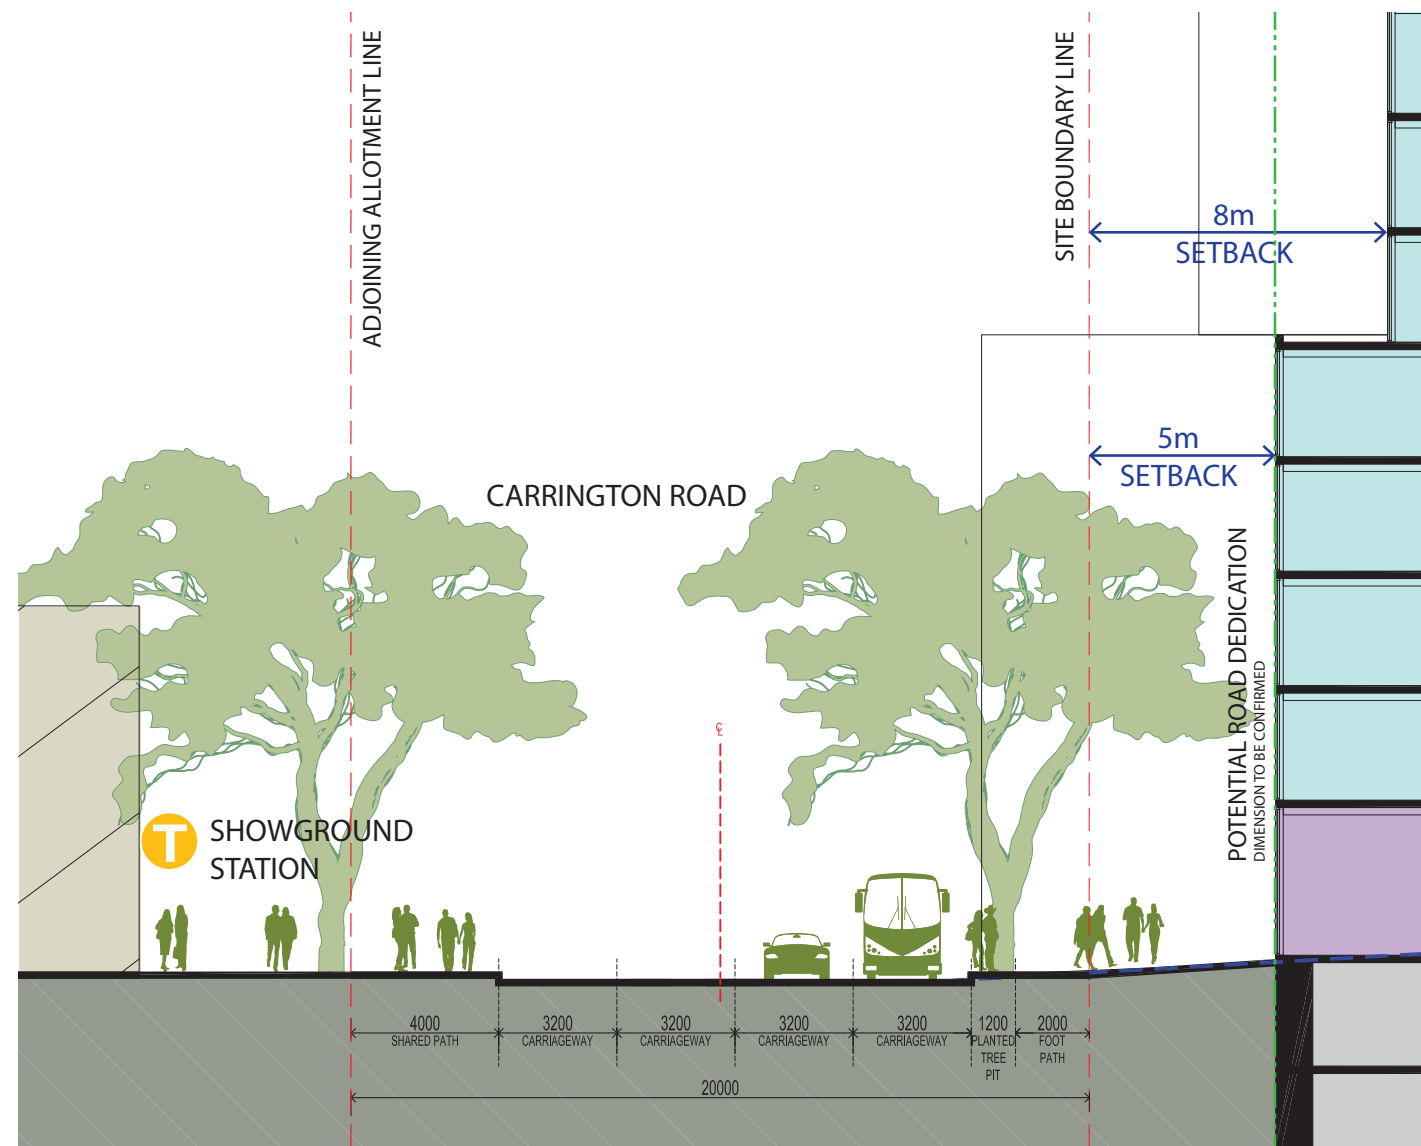 ADJOINING ALLOTMENT LINE
SITE BOUNDARY LINE
8m
SETBACK
5m
SETBACK
CARRINGTON ROAD
POTENTIAL ROAD DEDICATION
DIMENSION TO BE CONFIRMED
℄
T
SHOWGROUND
STATION
4000
SHARED PATH
3200
CARRIAGEWAY
3200
CARRIAGEWAY
3200
CARRIAGEWAY
3200
CARRIAGEWAY
1200
PLANTED
TREE
PIT
2000
FOOT
PATH
20000